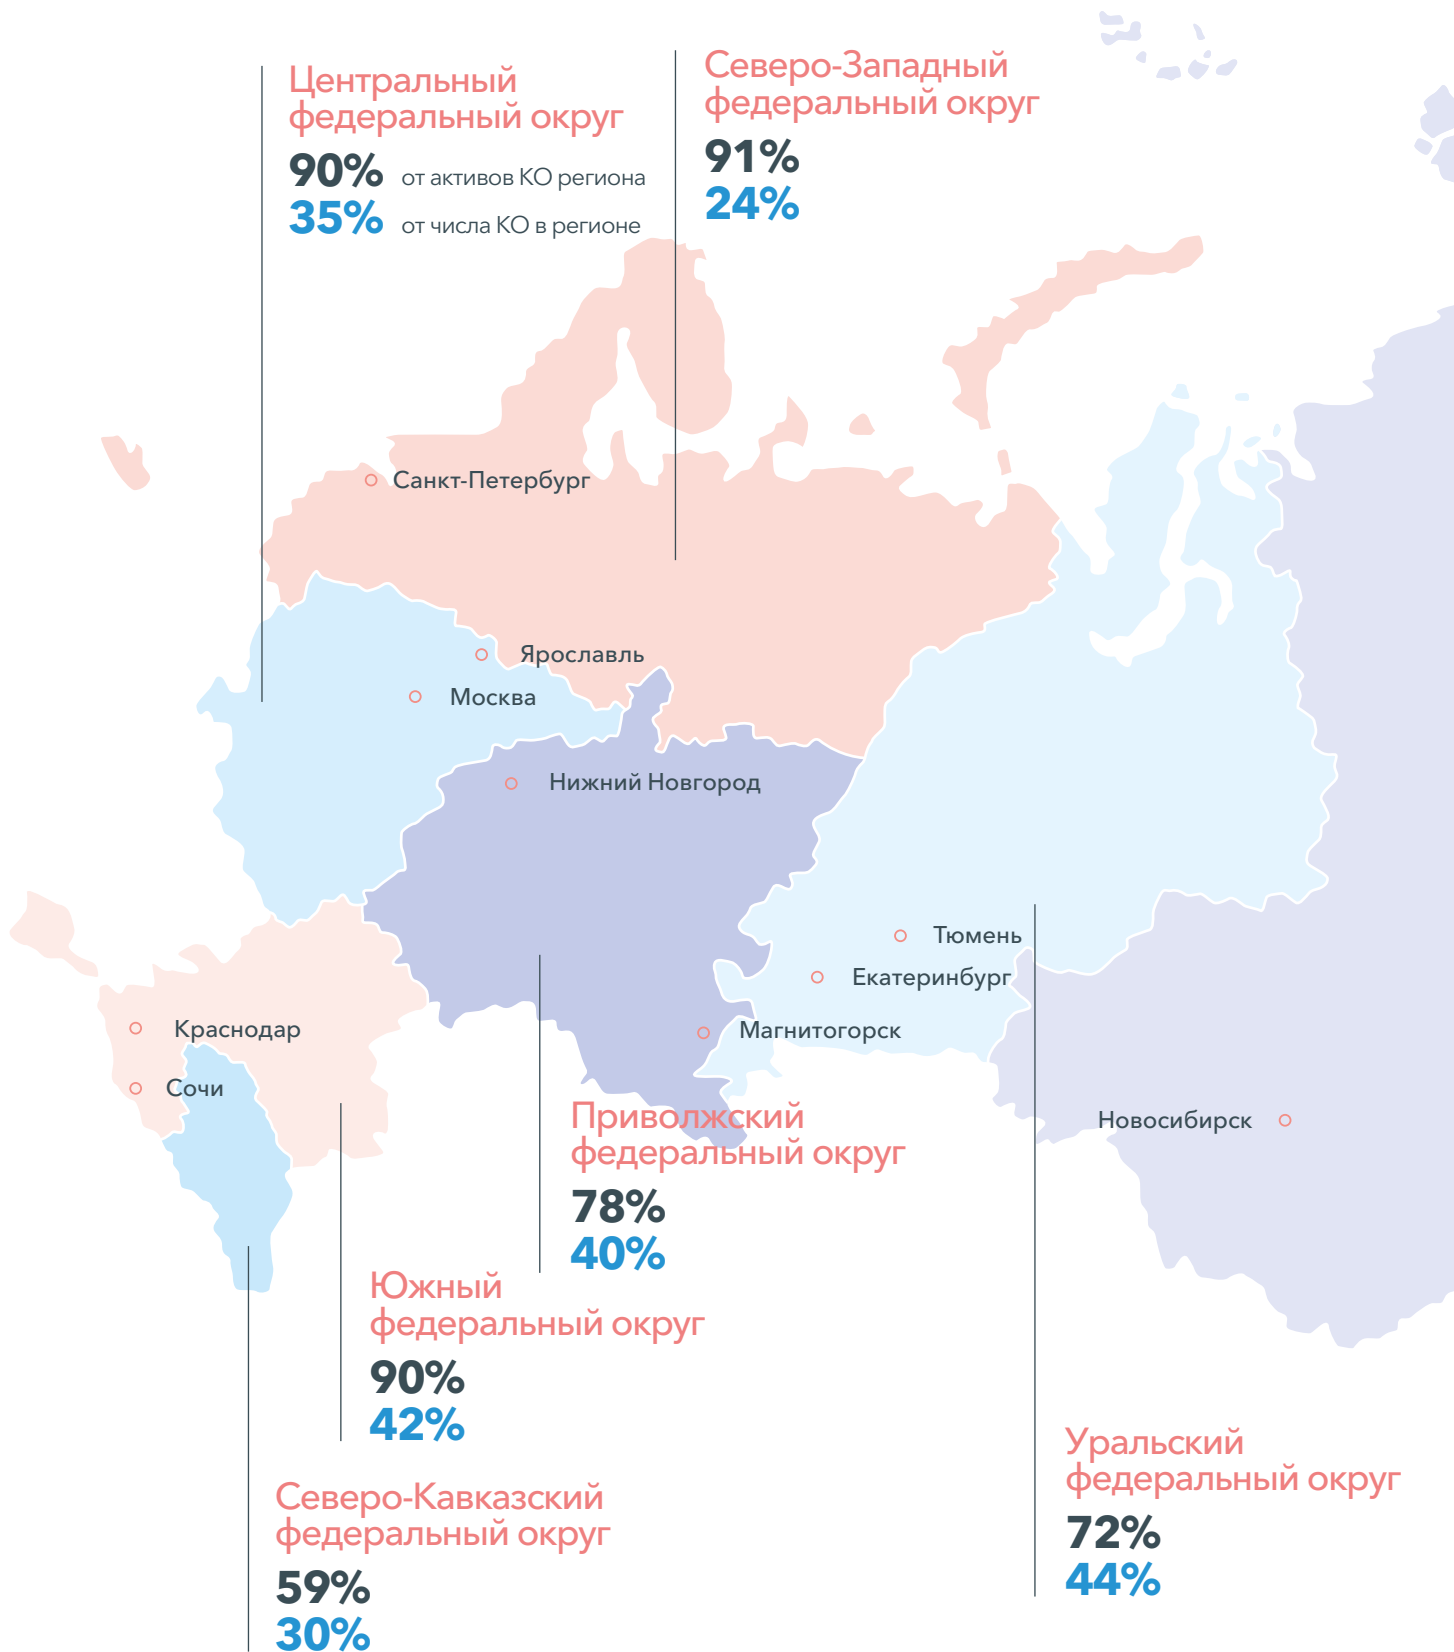 Центральный
федеральный округ
90% от активов КО региона
35% от числа КО в регионе
Северо-Западный
федеральный округ
91%
24%
Санкт-Петербург
Ярославль
Москва
Нижний Новгород
Тюмень
Екатеринбург
Магнитогорск
Краснодар
Сочи
Новосибирск
Приволжский
федеральный округ
78%
40%
Южный
федеральный округ
90%
42%
Уральский
федеральный округ
72%
44%
Северо-Кавказский
федеральный округ
59%
30%